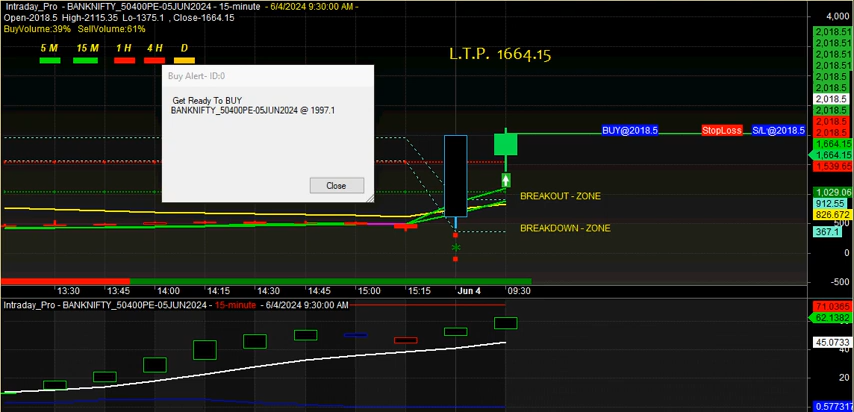 Intraday_Pro - BANKNIFTY_50400PE-05JUN2024 - 15-minute - 6/4/2024 9:30:00 AM -
Open-2018.5 High-2115.35 Lo-1375.1 , Close-1664.15
BuyVolume:39% SellVolume:61%
5 M 15 M 1 H 4 H D
L.T.P. 1664.15
Buy Alert- ID:0
Get Ready To BUY
BANKNIFTY_50400PE-05JUN2024 @ 1997.1
Close
BUY@2018.5 StopLoss S/L@2018.5
BREAKOUT - ZONE
BREAKDOWN - ZONE
4,000
2,018.51
2,018.51
2,018.51
2,018.51
2,018.51
2,018.51
2,018.5
2,018.5
2,018.5
1,664.15
1,664.15
1,539.65
1,029.06
912.55
826.672
367.1
0
-500
13:30 13:45 14:00 14:15 14:30 14:45 15:00 15:15 Jun 4 09:30
Intraday_Pro - BANKNIFTY_50400PE-05JUN2024 - 15-minute - 6/4/2024 9:30:00 AM
71.0365
62.1382
45.0733
20
0.577317